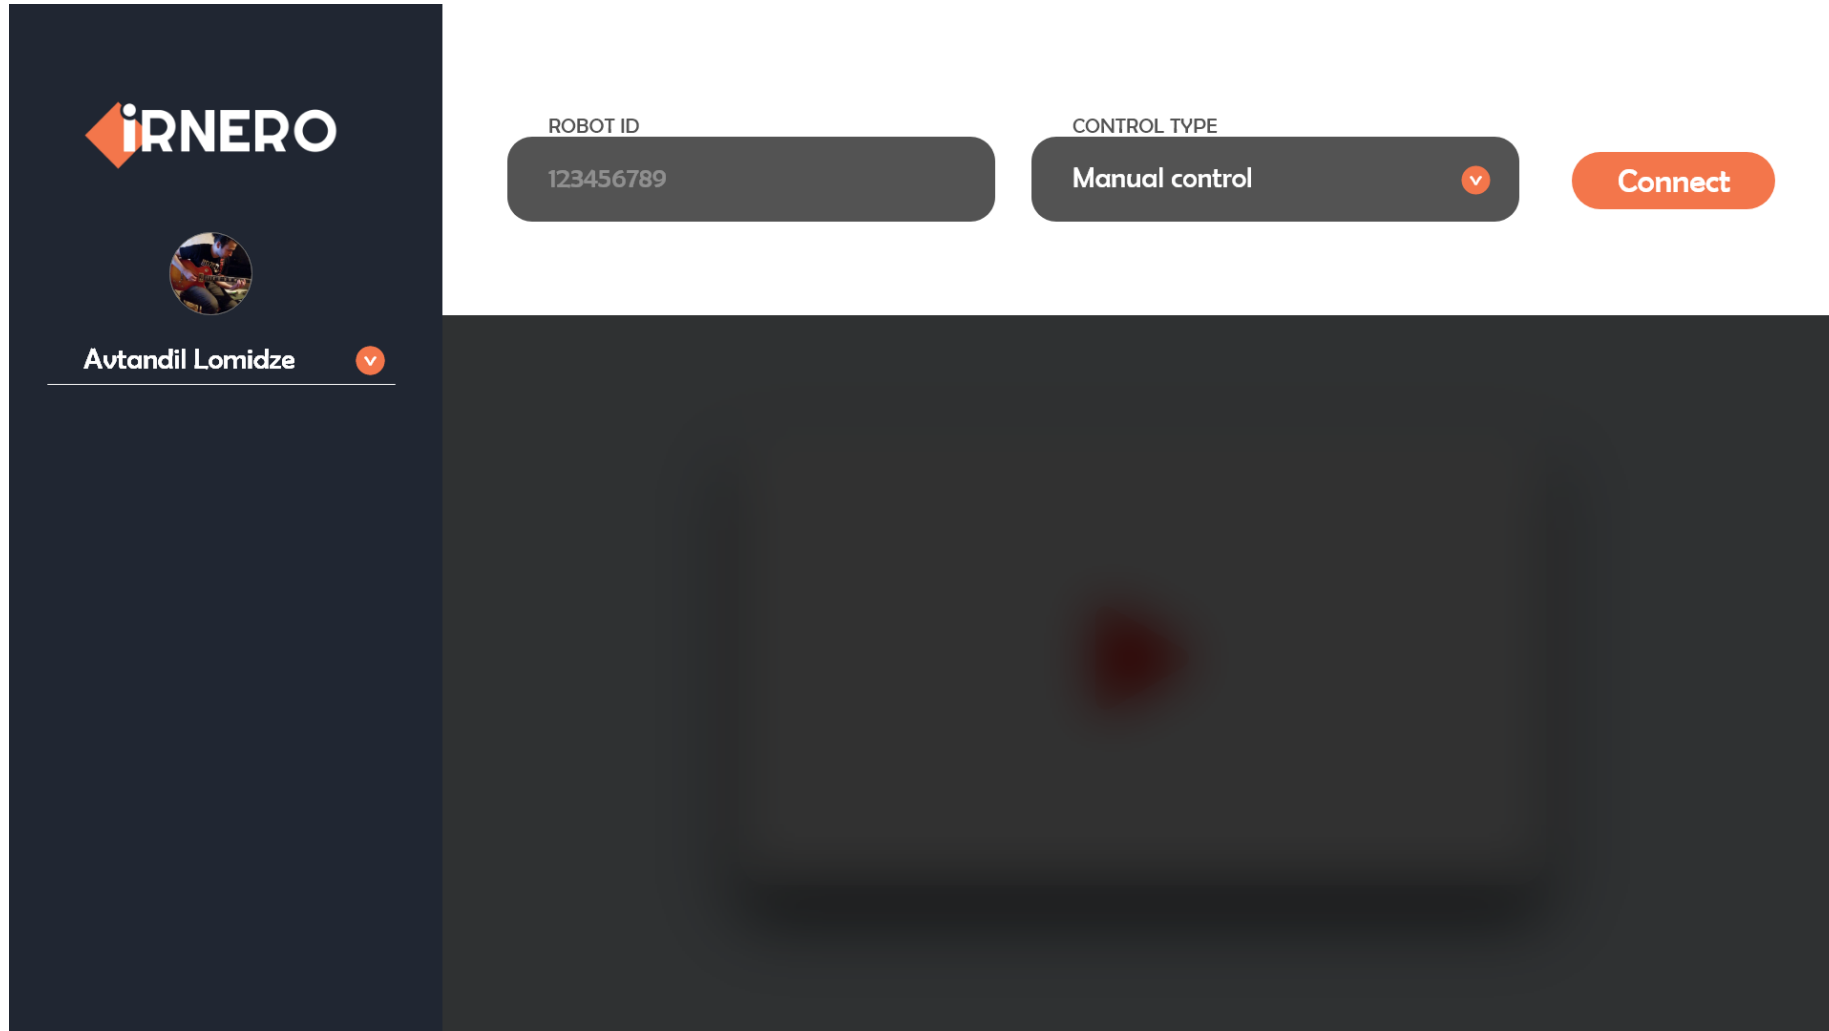 iRNERO
Avtandil Lomidze
ROBOT ID
123456789
CONTROL TYPE
Manual control
Connect